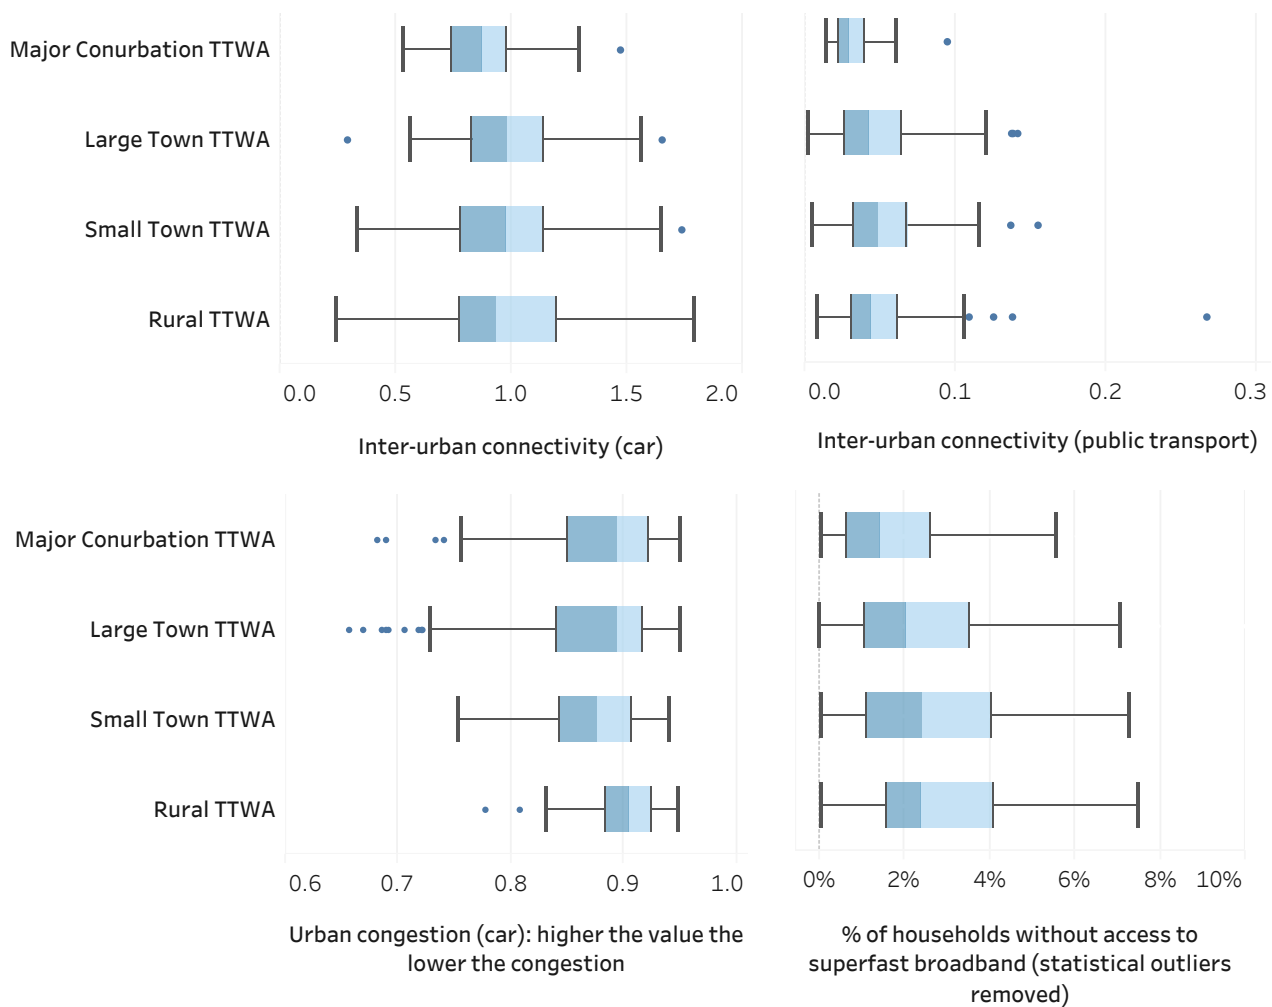 Major Conurbation TTWA
Large Town TTWA
Small Town TTWA
Rural TTWA
0.0 0.5 1.0 1.5 2.0
Inter-urban connectivity (car)
0.0 0.1 0.2 0.3
Inter-urban connectivity (public transport)
Major Conurbation TTWA
Large Town TTWA
Small Town TTWA
Rural TTWA
0.6 0.7 0.8 0.9 1.0
Urban congestion (car): higher the value the
lower the congestion
0% 2% 4% 6% 8% 10%
% of households without access to
superfast broadband (statistical outliers
removed)